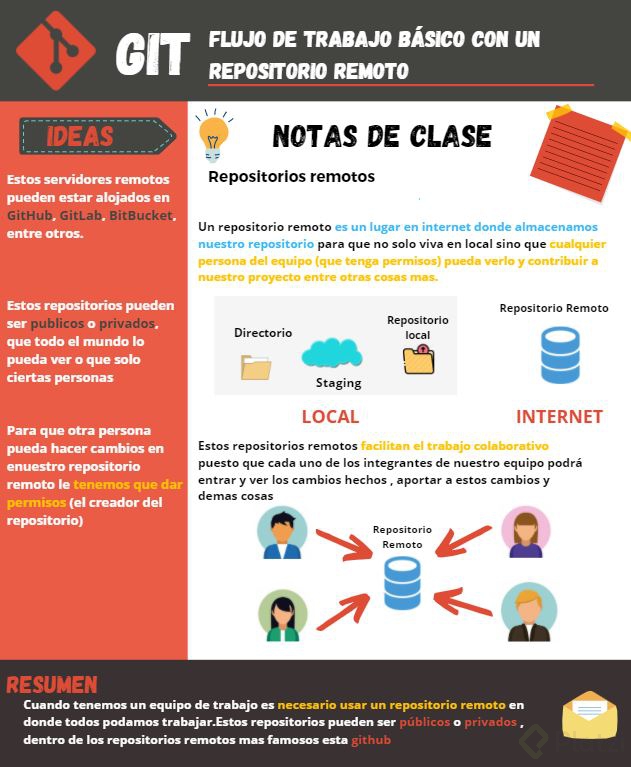 GIT
FLUJO DE TRABAJO BÁSICO CON UN
REPOSITORIO REMOTO
IDEAS
Estos servidores remotos
pueden estar alojados en
GitHub, GitLab, BitBucket,
entre otros.
Estos repositorios pueden
ser publicos o privados,
que todo el mundo lo
pueda ver o que solo
ciertas personas
Para que otra persona
pueda hacer cambios en
enuestro repositorio
remoto le tenemos que dar
permisos (el creador del
repositorio)
NOTAS DE CLASE
Repositorios remotos
Un repositorio remoto es un lugar en internet donde almacenamos
nuestro repositorio para que no solo viva en local sino que cualquier
persona del equipo (que tenga permisos) pueda verlo y contribuir a
nuestro proyecto entre otras cosas mas.
Directorio
Staging
Repositorio
local
Repositorio Remoto
LOCAL
INTERNET
Estos repositorios remotos facilitan el trabajo colaborativo
puesto que cada uno de los integrantes de nuestro equipo podrá
entrar y ver los cambios hechos , aportar a estos cambios y
demas cosas
Repositorio
Remoto
RESUMEN
Cuando tenemos un equipo de trabajo es necesario usar un repositorio remoto en
donde todos podamos trabajar.Estos repositorios pueden ser públicos o privados ,
dentro de los repositorios remotos mas famosos esta github
Platzi